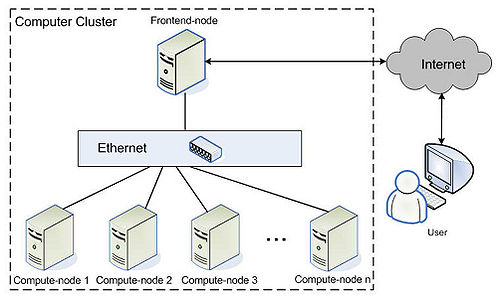 Computer Cluster
Frontend-node
Internet
Ethernet
User
Compute-node 1
Compute-node 2
Compute-node 3
...
Compute-node n